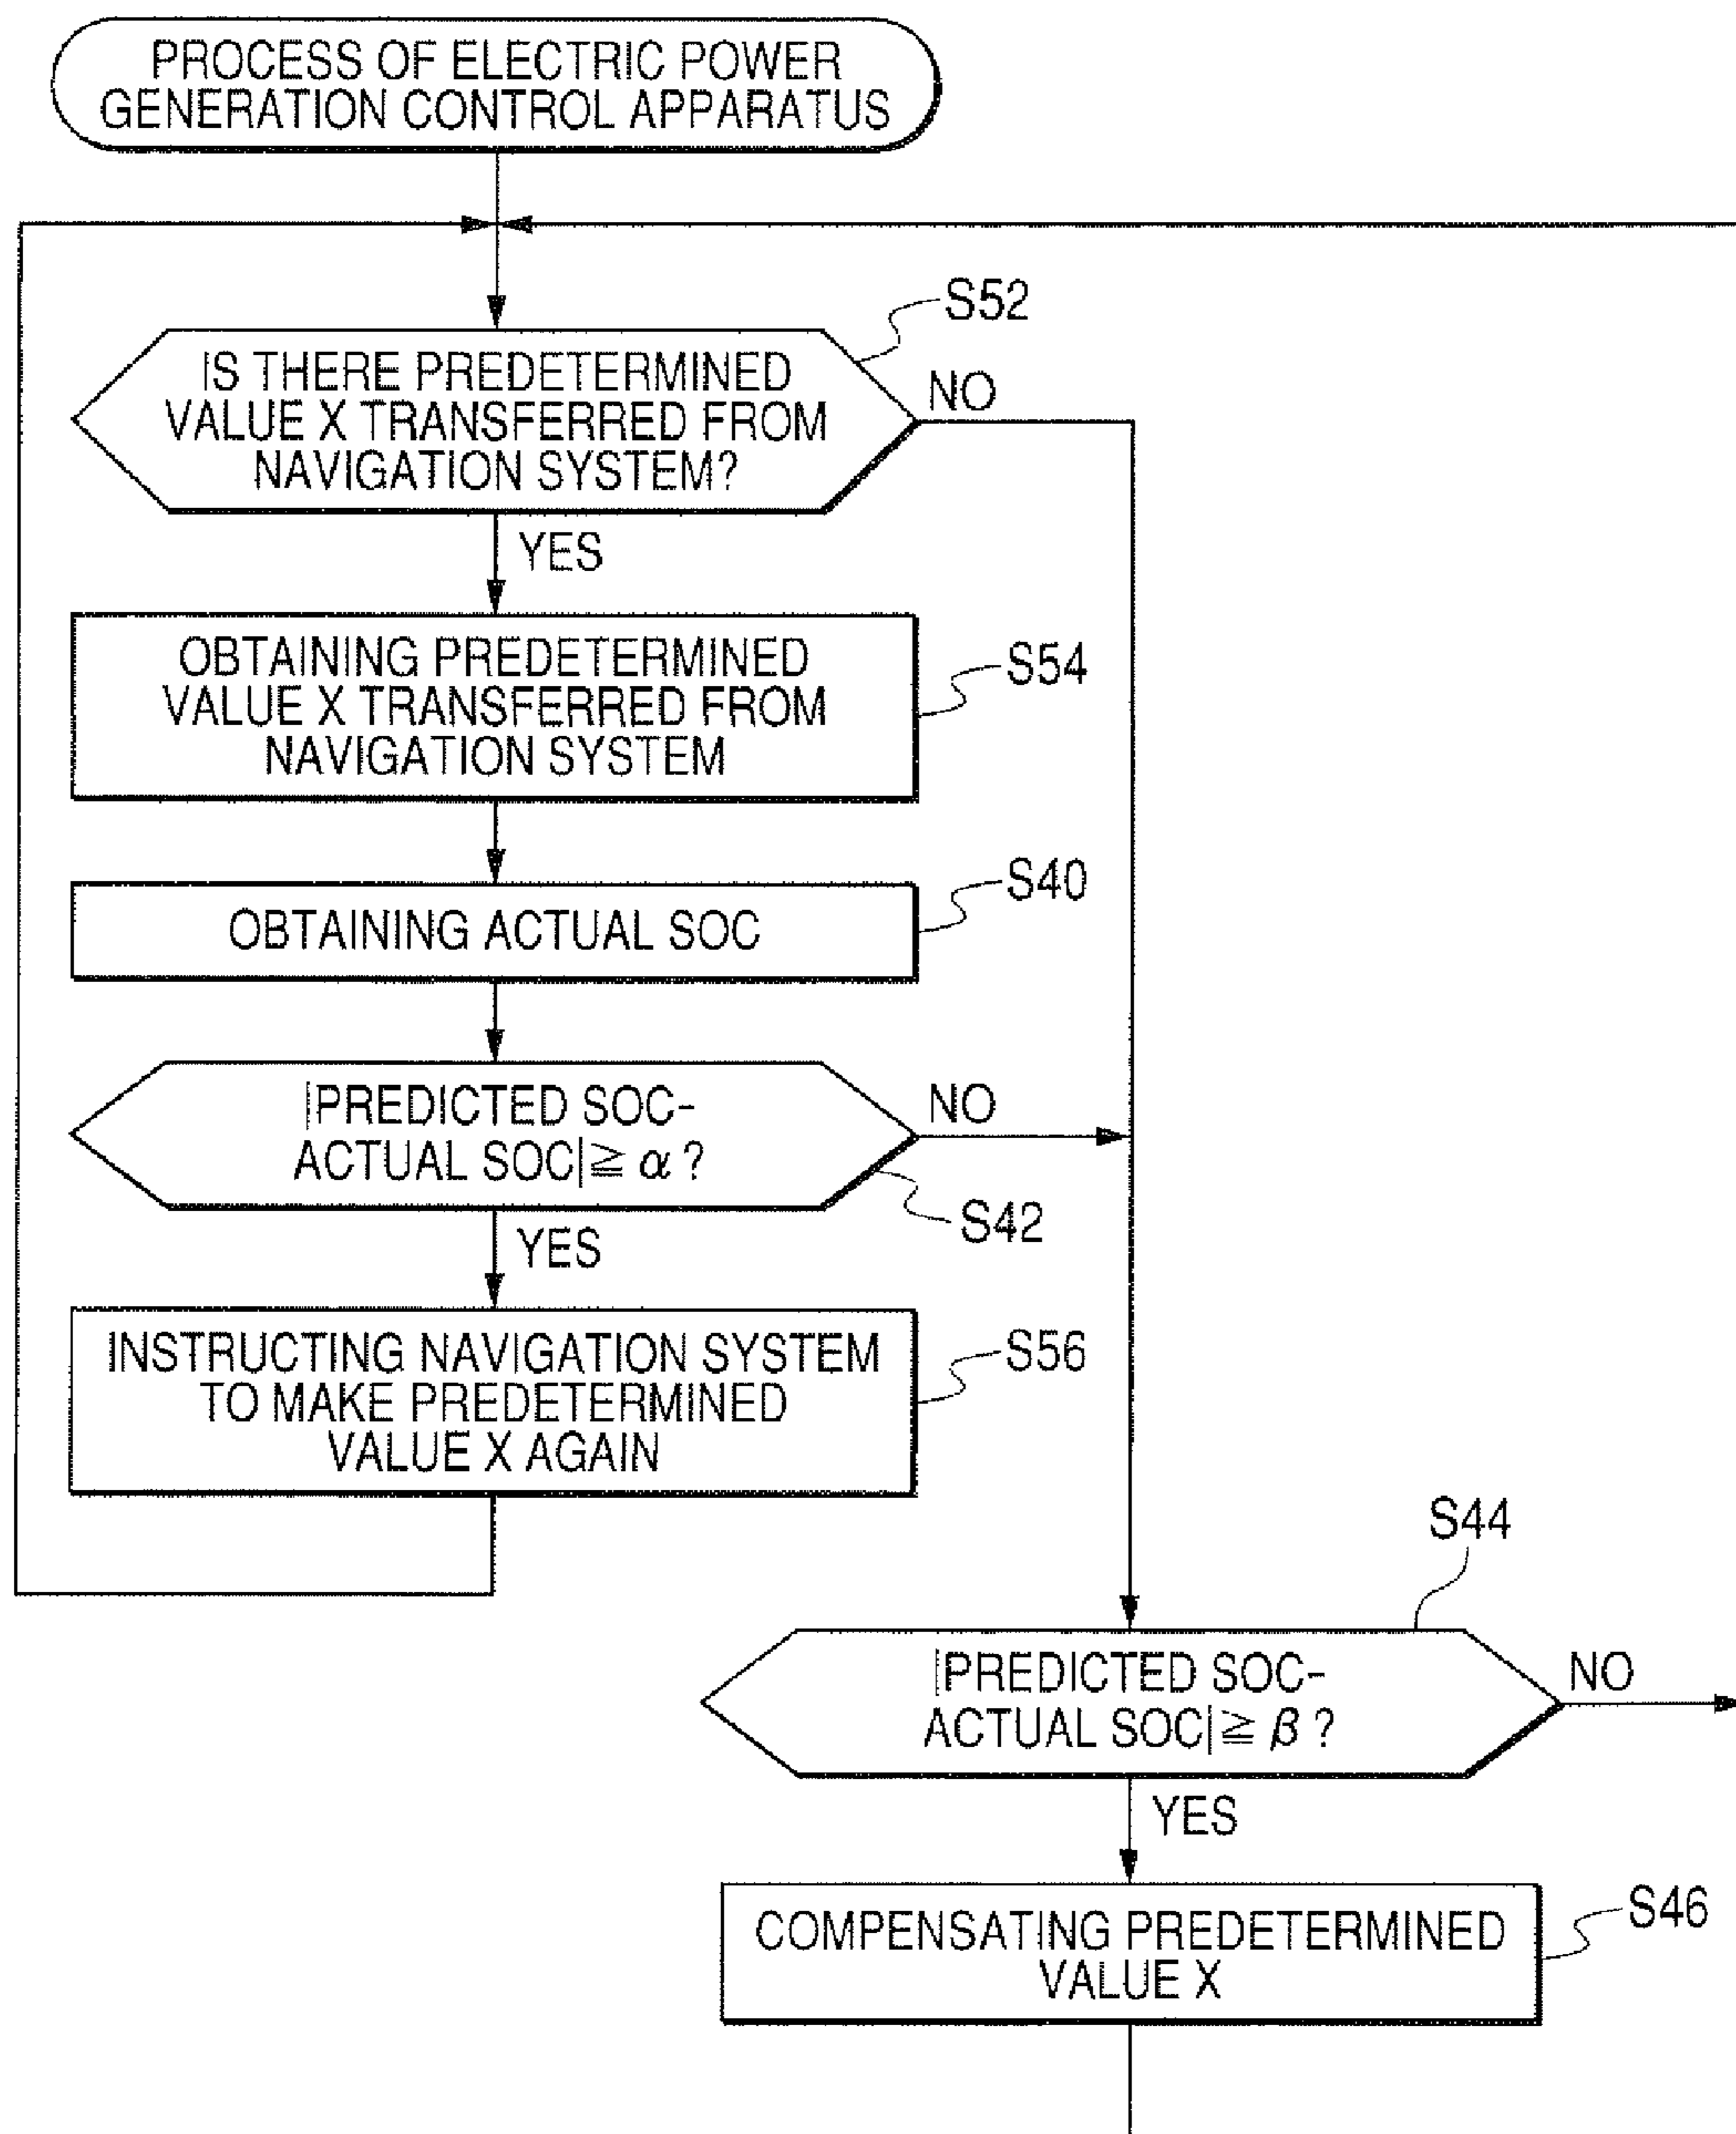 PROCESS OF ELECTRIC POWER
GENERATION CONTROL APPARATUS
S52
IS THERE PREDETERMINED
VALUE X TRANSFERRED FROM
NAVIGATION SYSTEM?
NO
YES
OBTAINING PREDETERMINED
VALUE X TRANSFERRED FROM
NAVIGATION SYSTEM
S54
OBTAINING ACTUAL SOC
S40
|PREDICTED SOC-
ACTUAL SOC|≧ α ?
NO
S42
YES
INSTRUCTING NAVIGATION SYSTEM
TO MAKE PREDETERMINED
VALUE X AGAIN
S56
S44
|PREDICTED SOC-
ACTUAL SOC|≧ β ?
NO
YES
COMPENSATING PREDETERMINED
VALUE X
S46